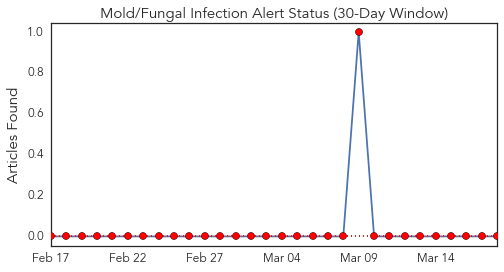 Mold/Fungal Infection Alert Status (30-Day Window)
Articles Found
1.0
0.8
0.6
0.4
0.2
0.0
Feb 17 Feb 22 Feb 27 Mar 04 Mar 09 Mar 14